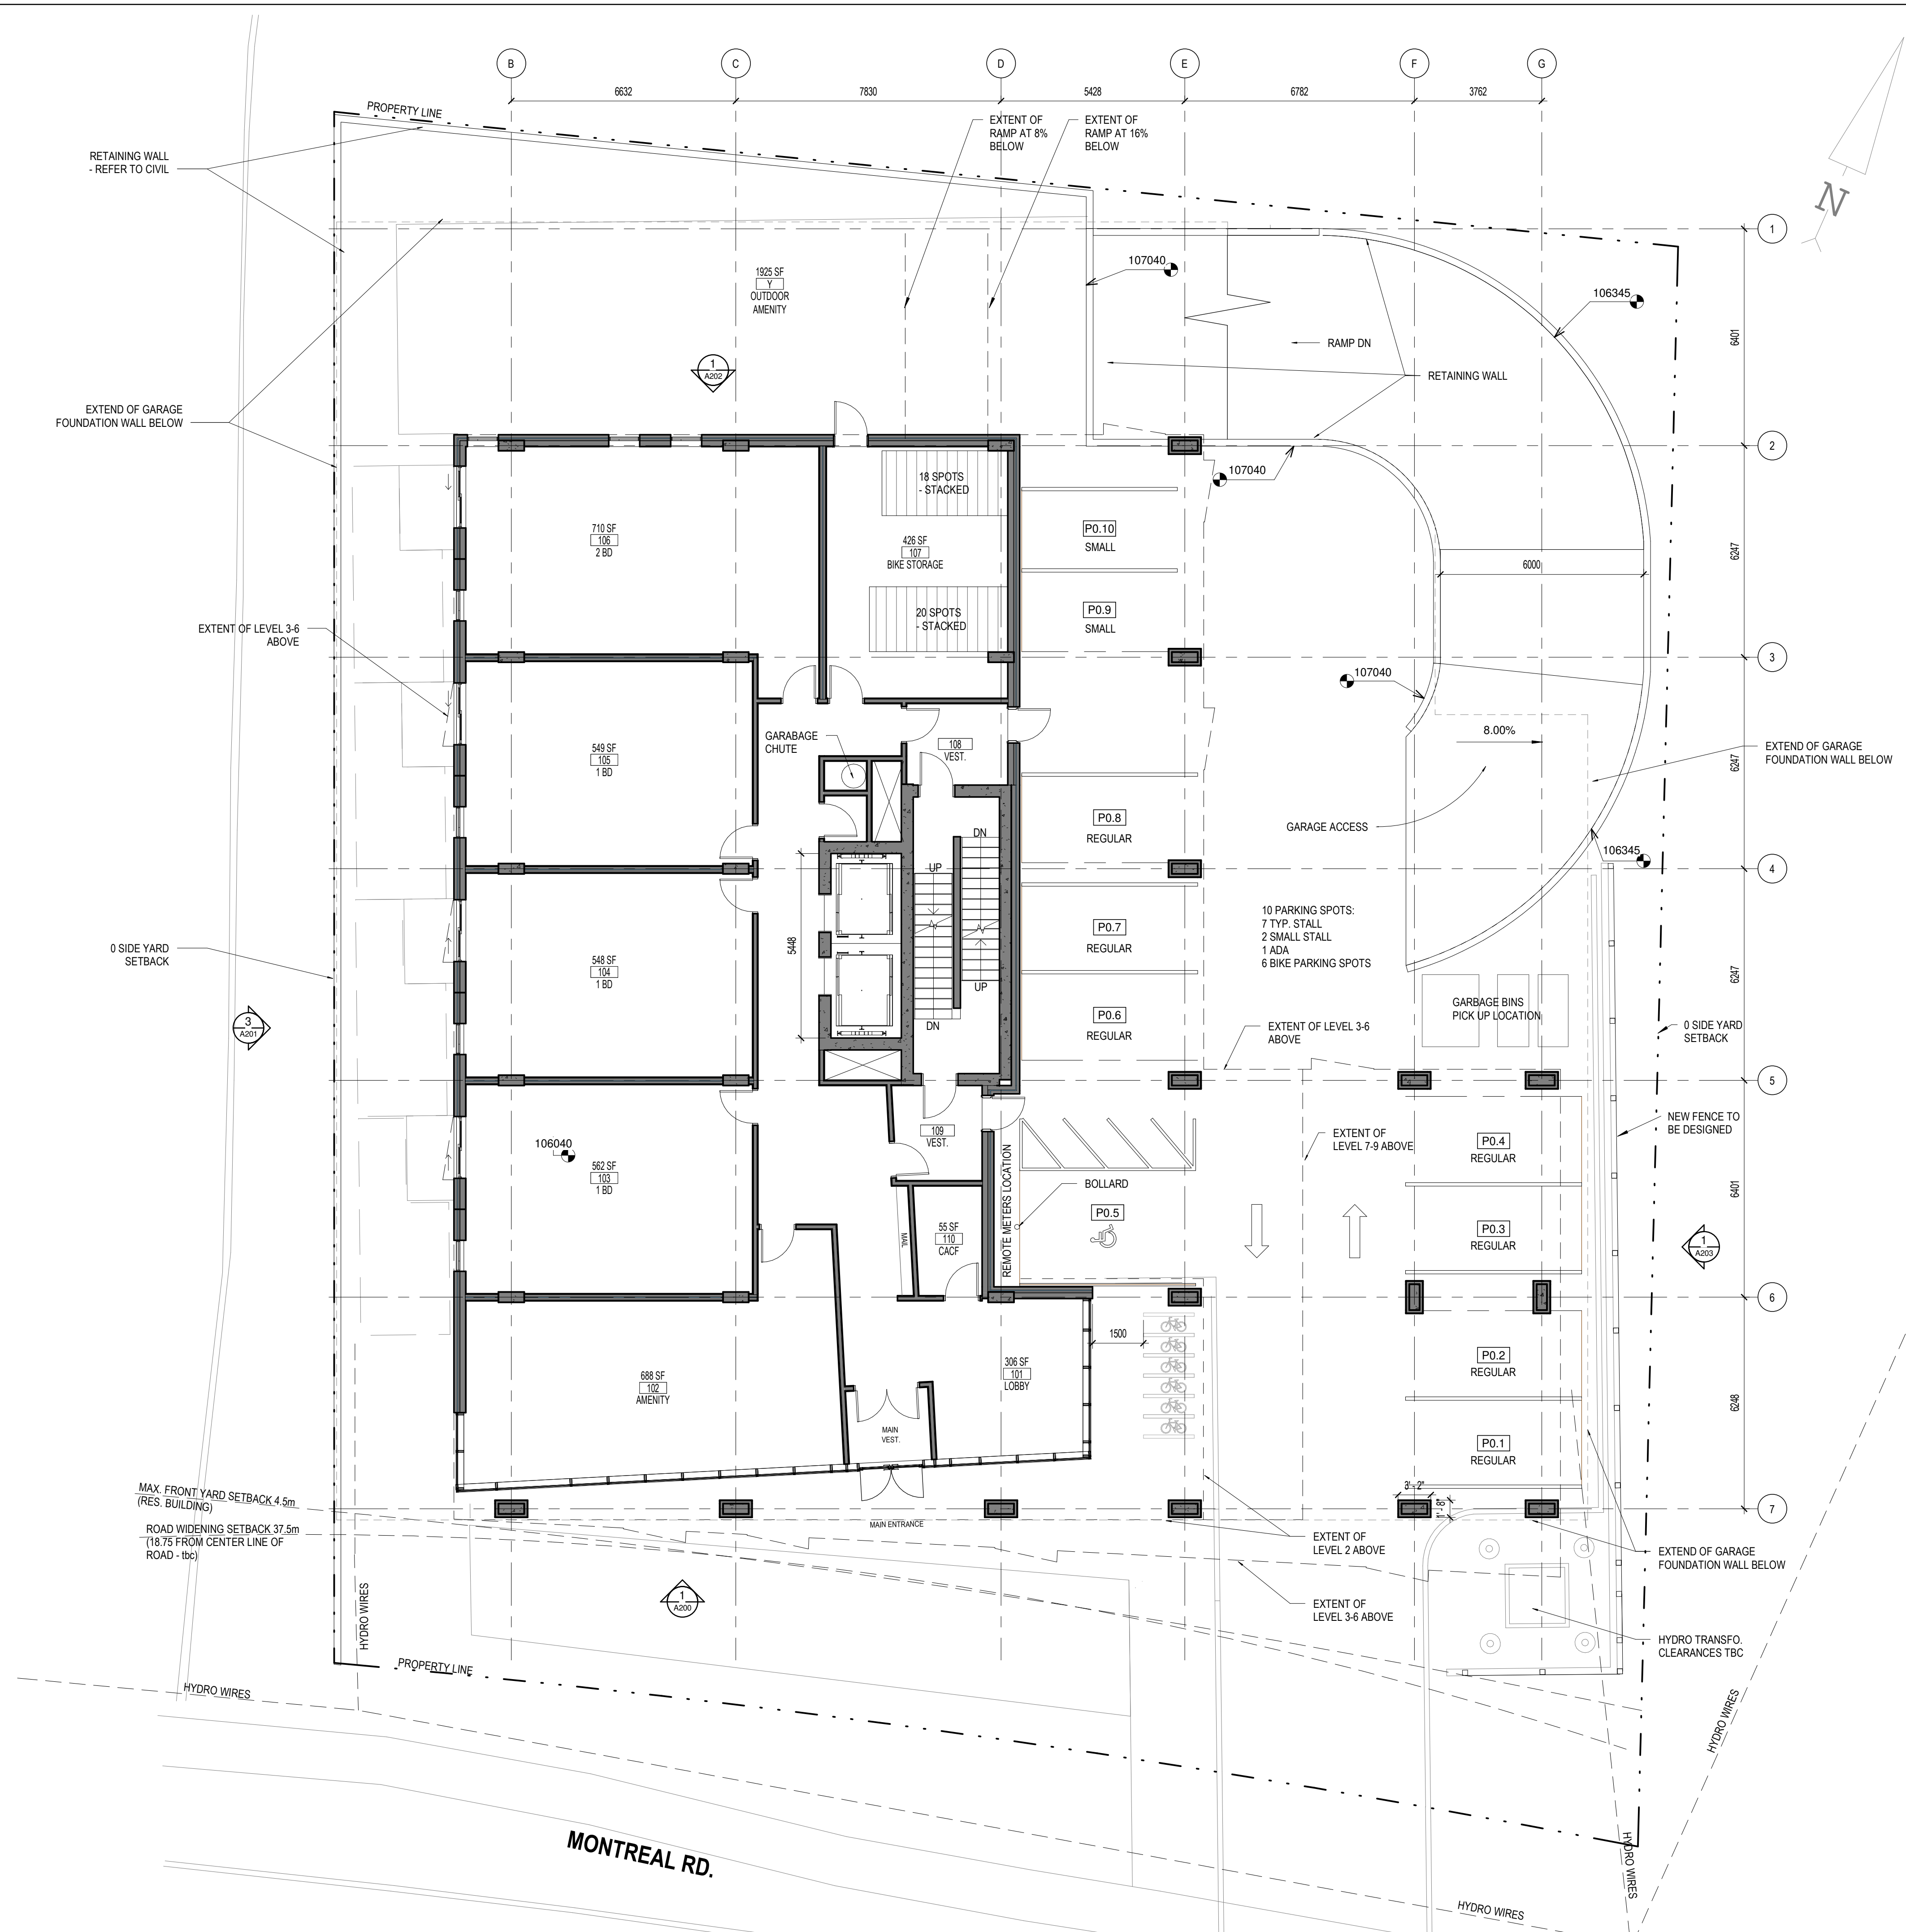 B
C
D
E
F
G
6632
7830
5428
6782
3762
PROPERTY LINE
RETAINING WALL
- REFER TO CIVIL
EXTENT OF
RAMP AT 8%
BELOW
EXTENT OF
RAMP AT 16%
BELOW
N
1
107040
106345
1925 SF
Y
OUTDOOR
AMENITY
6401
RAMP DN
RETAINING WALL
1
A202
EXTEND OF GARAGE
FOUNDATION WALL BELOW
2
107040
18 SPOTS
- STACKED
710 SF
106
2 BD
426 SF
107
BIKE STORAGE
P0.10
SMALL
6247
6000
20 SPOTS
- STACKED
P0.9
SMALL
EXTENT OF LEVEL 3-6
ABOVE
3
107040
GARABAGE
CHUTE
108
VEST.
8.00%
549 SF
105
1 BD
6247
EXTEND OF GARAGE
FOUNDATION WALL BELOW
P0.8
REGULAR
GARAGE ACCESS
DN
UP
106345
4
5448
10 PARKING SPOTS:
7 TYP. STALL
2 SMALL STALL
1 ADA
6 BIKE PARKING SPOTS
P0.7
REGULAR
0 SIDE YARD
SETBACK
548 SF
104
1 BD
6247
UP
DN
GARBAGE BINS
PICK UP LOCATION
P0.6
REGULAR
3
A201
EXTENT OF LEVEL 3-6
ABOVE
0 SIDE YARD
SETBACK
5
NEW FENCE TO
BE DESIGNED
109
VEST.
EXTENT OF
LEVEL 7-9 ABOVE
P0.4
REGULAR
106040
562 SF
103
1 BD
REMOTE METERS LOCATION
BOLLARD
P0.5
6401
MAIL
55 SF
110
CACF
P0.3
REGULAR
1
A203
6
1500
688 SF
102
AMENITY
306 SF
101
LOBBY
P0.2
REGULAR
6248
MAIN
VEST.
P0.1
REGULAR
3' - 2"
1' - 8"
MAX. FRONT YARD SETBACK 4.5m
(RES. BUILDING)
7
MAIN ENTRANCE
ROAD WIDENING SETBACK 37.5m
(18.75 FROM CENTER LINE OF
ROAD - tbc)
EXTENT OF
LEVEL 2 ABOVE
EXTEND OF GARAGE
FOUNDATION WALL BELOW
1
A200
HYDRO WIRES
EXTENT OF
LEVEL 3-6 ABOVE
HYDRO TRANSFO.
CLEARANCES TBC
PROPERTY LINE
HYDRO WIRES
HYDRO WIRES
MONTREAL RD.
HYDRO WIRES
HYDRO WIRES